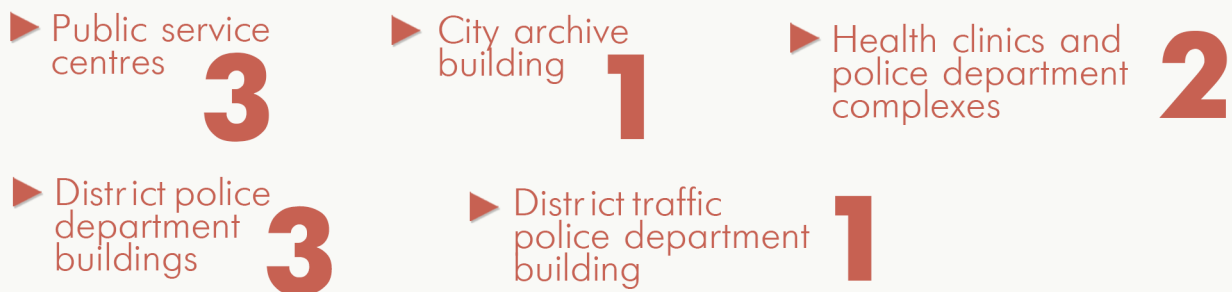 Public service
centres
3
City archive
building
1
Health clinics and
police department
complexes
2
District police
department
buildings
3
District traffic
police department
building
1